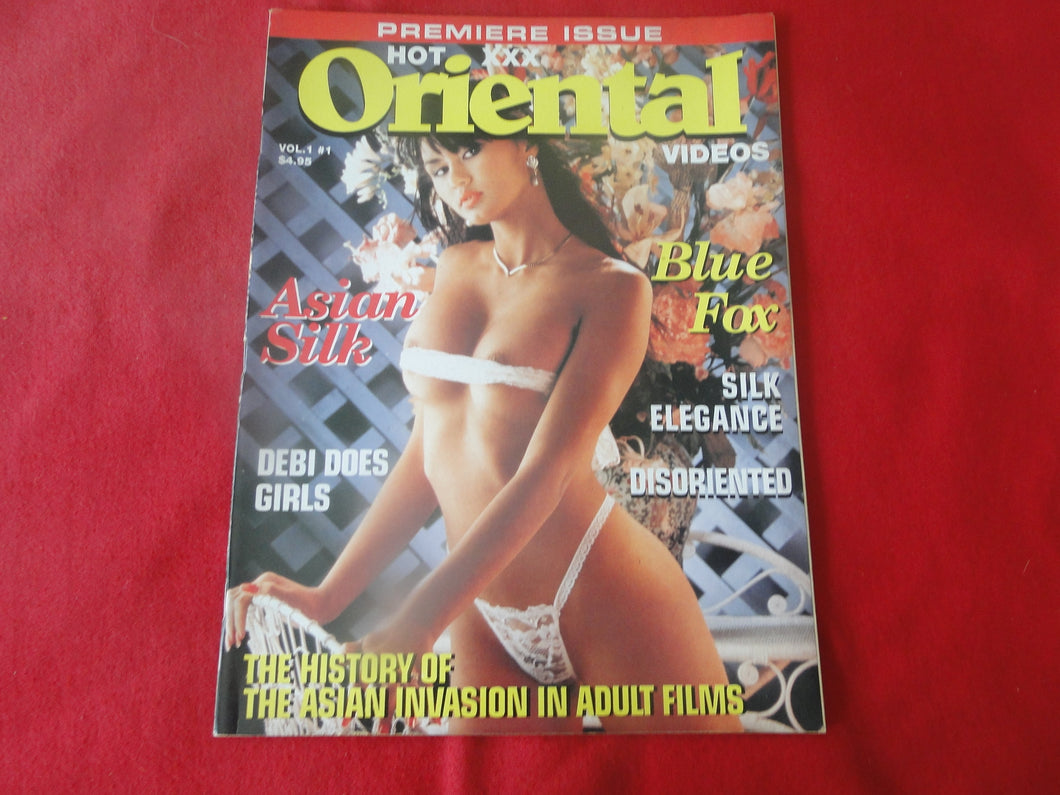 PREMIERE ISSUE
HOT XXX
Oriental
VIDEOS
VOL.1 #1
$4.95
Blue
Fox
Asian
Silk
SILK
ELEGANCE
DEBI DOES
GIRLS
DISORIENTED
THE HISTORY OF
THE ASIAN INVASION IN ADULT FILMS